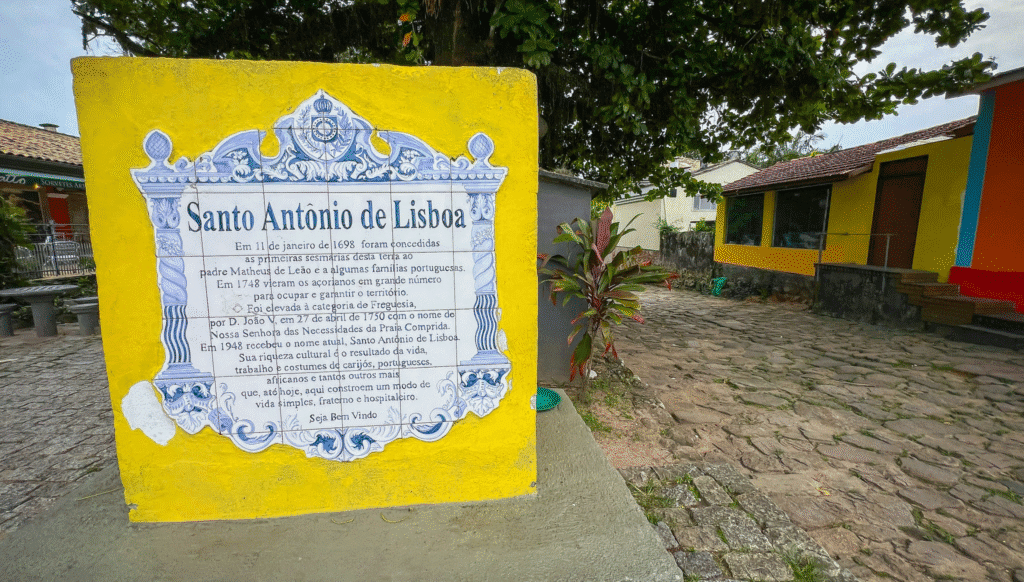 SORVETES AR
Santo Antônio de Lisboa
Em 11 de janeiro de 1698 foram concedidas
as primeiras sesmarias desta terra ao
padre Matheus de Leão e a algumas famílias portuguesas.
Em 1748 vieram os açorianos em grande número
para ocupar e garantir o território.
Foi elevada à categoria de Freguesia,
por D. João V, em 27 de abril de 1750 com o nome de
Nossa Senhora das Necessidades da Praia Comprida.
Em 1948 recebeu o nome atual, Santo Antônio de Lisboa.
Sua riqueza cultural é o resultado da vida,
trabalho e costumes de carijós, portugueses,
africanos e tantos outros mais
que, até hoje, aqui constroem um modo de
vida simples, fraterno e hospitaleiro.
Seja Bem Vindo